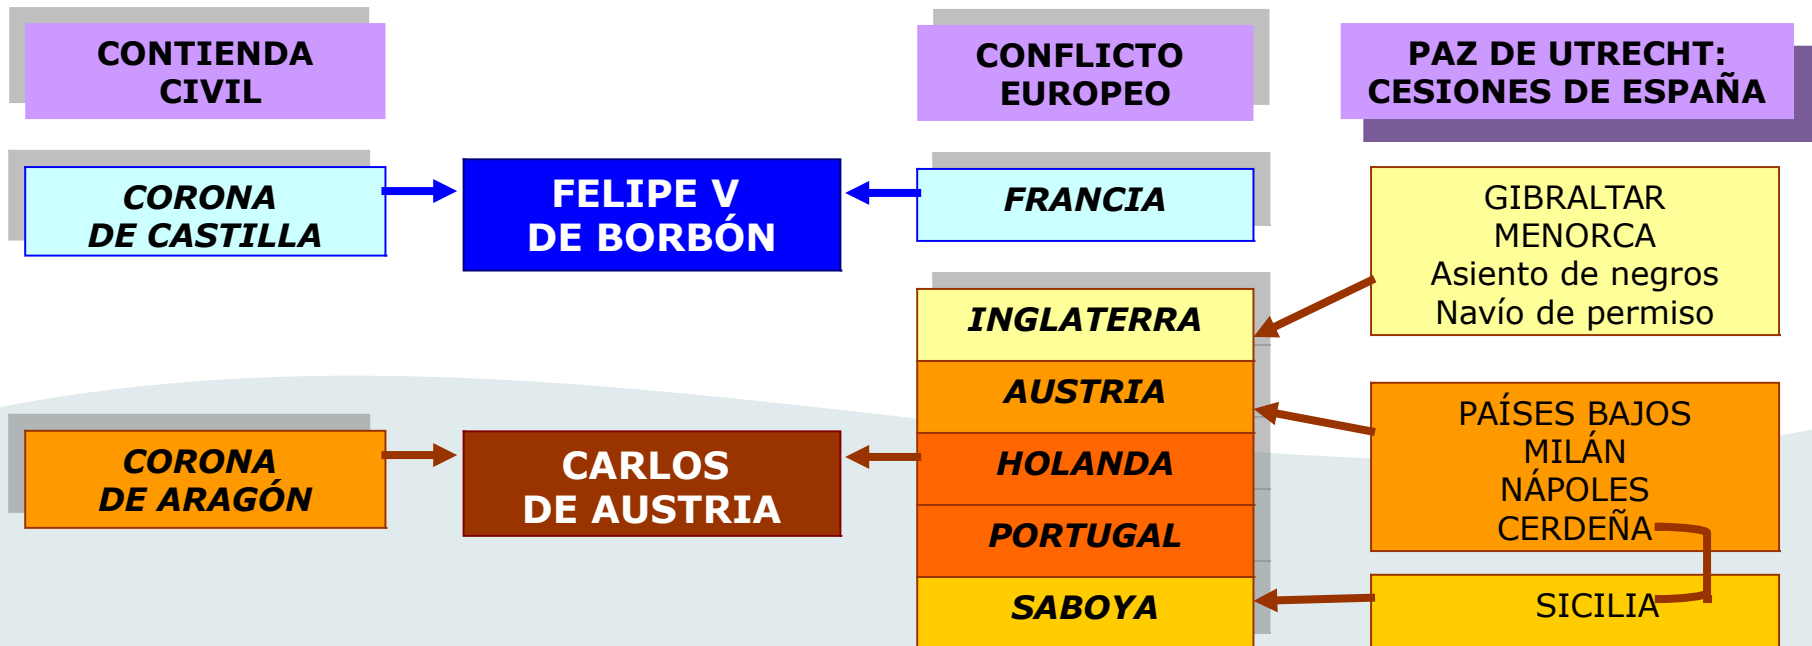 CONTIENDA
CIVIL
CONFLICTO
EUROPEO
PAZ DE UTRECHT:
CESIONES DE ESPAÑA
CORONA
DE CASTILLA
FELIPE V
DE BORBÓN
FRANCIA
GIBRALTAR
MENORCA
Asiento de negros
Navío de permiso
INGLATERRA
AUSTRIA
HOLANDA
PORTUGAL
SABOYA
CORONA
DE ARAGÓN
CARLOS
DE AUSTRIA
PAÍSES BAJOS
MILÁN
NÁPOLES
CERDEÑA
SICILIA